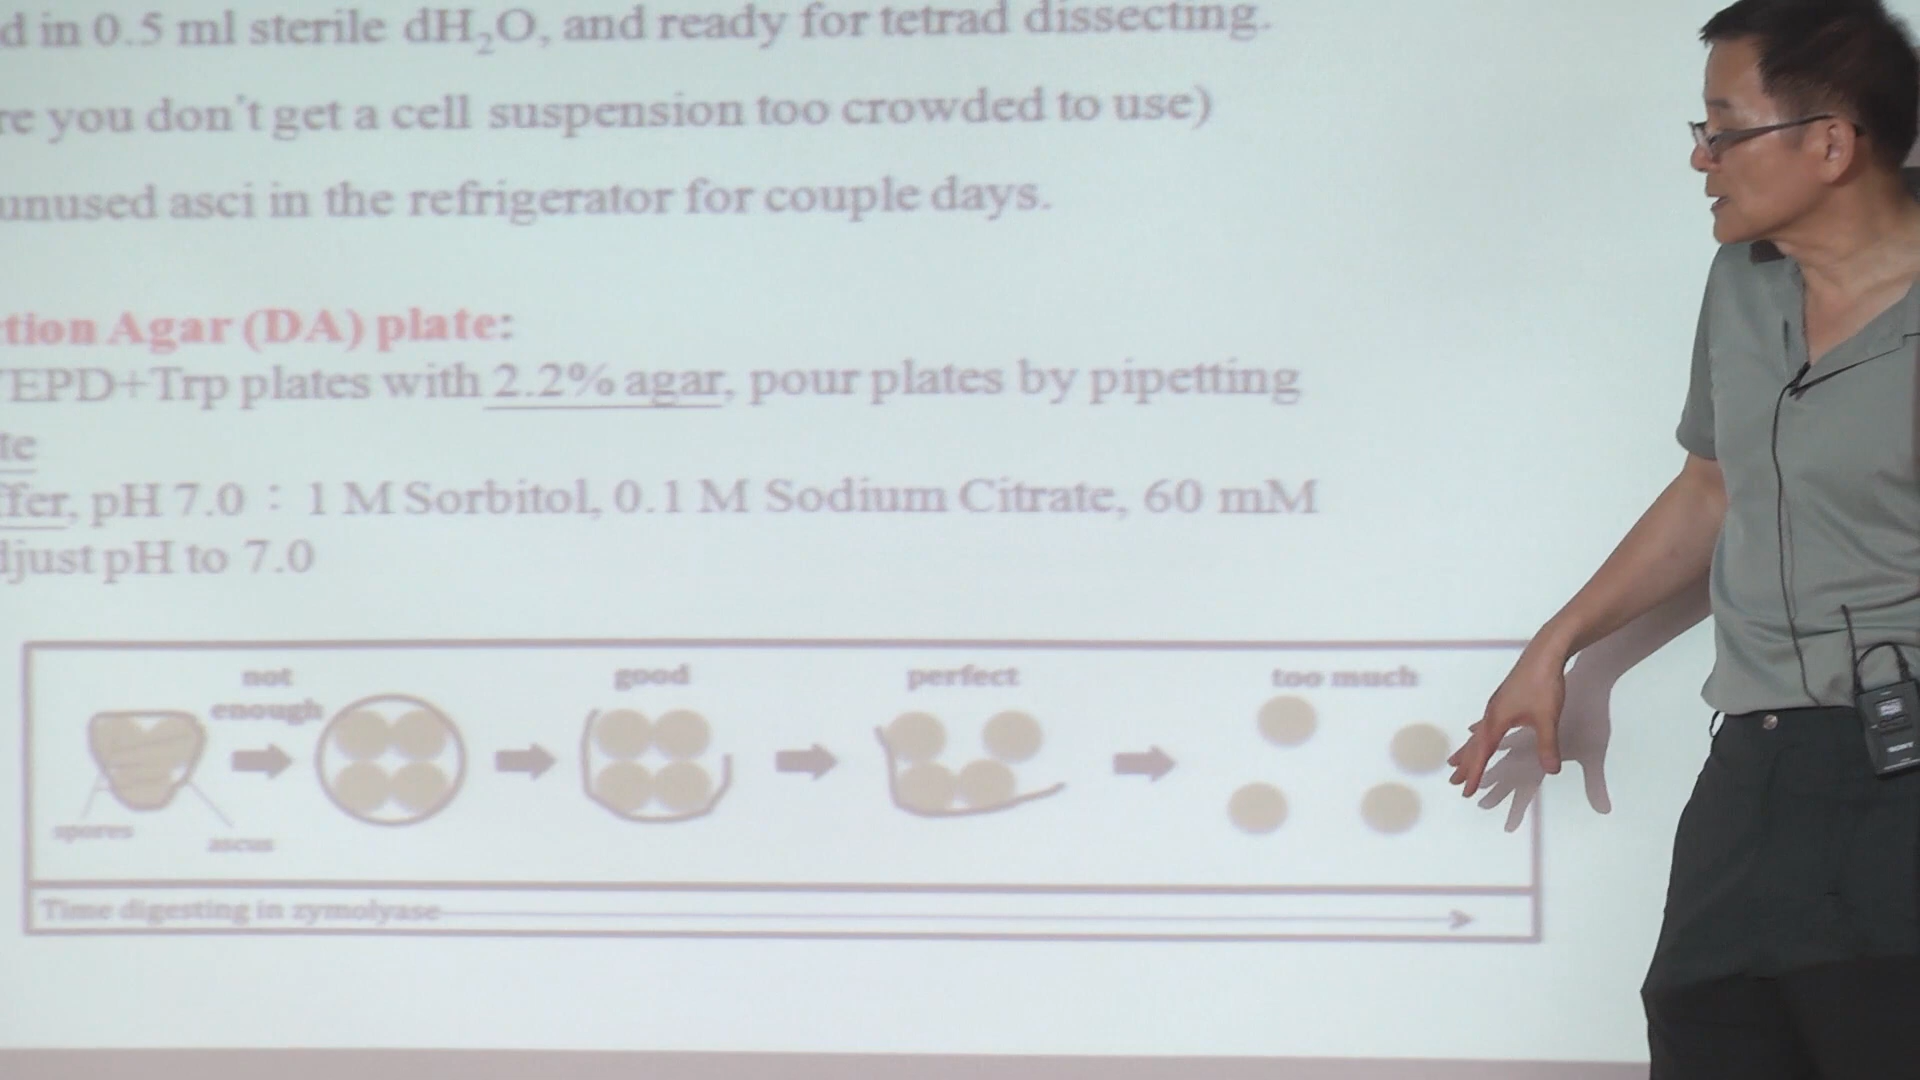 d in 0.5 ml sterile dH₂O, and ready for tetrad dissecting.
re you don't get a cell suspension too crowded to use)
unused asci in the refrigerator for couple days.
tion Agar (DA) plate:
YEPD+Trp plates with 2.2% agar, pour plates by pipetting
te
ffer, pH 7.0 : 1 M Sorbitol, 0.1 M Sodium Citrate, 60 mM
djust pH to 7.0
not enough
good
perfect
too much
spores
ascus
Time digesting in zymolyase
SONY